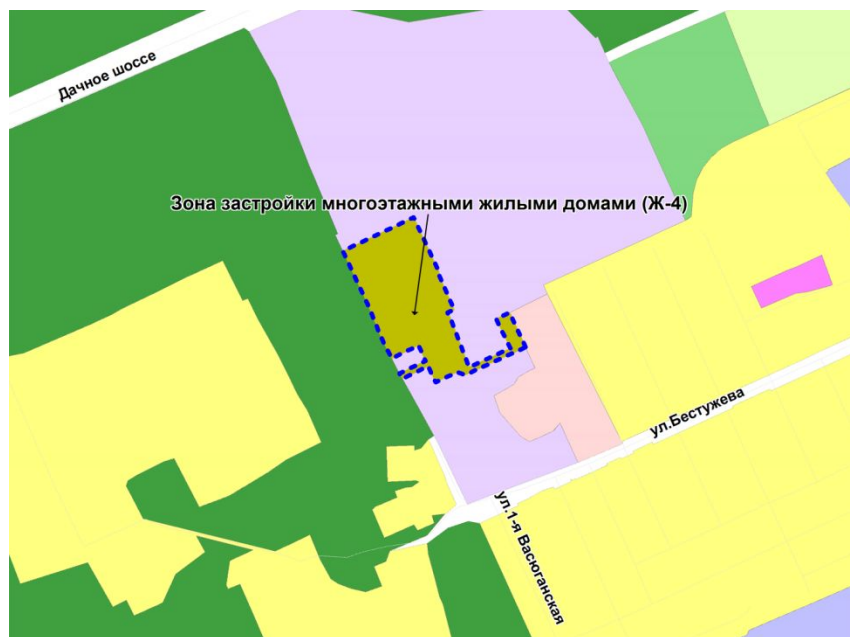 Дачное шоссе
Зона застройки многоэтажными жилыми домами (Ж-4)
ул.Бестужева
ул.1-я Васюганская